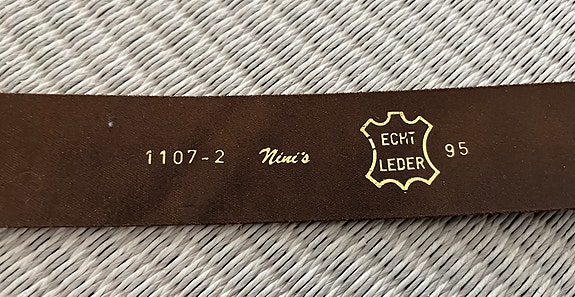 1107-2 Nini's ECHT LEDER 95